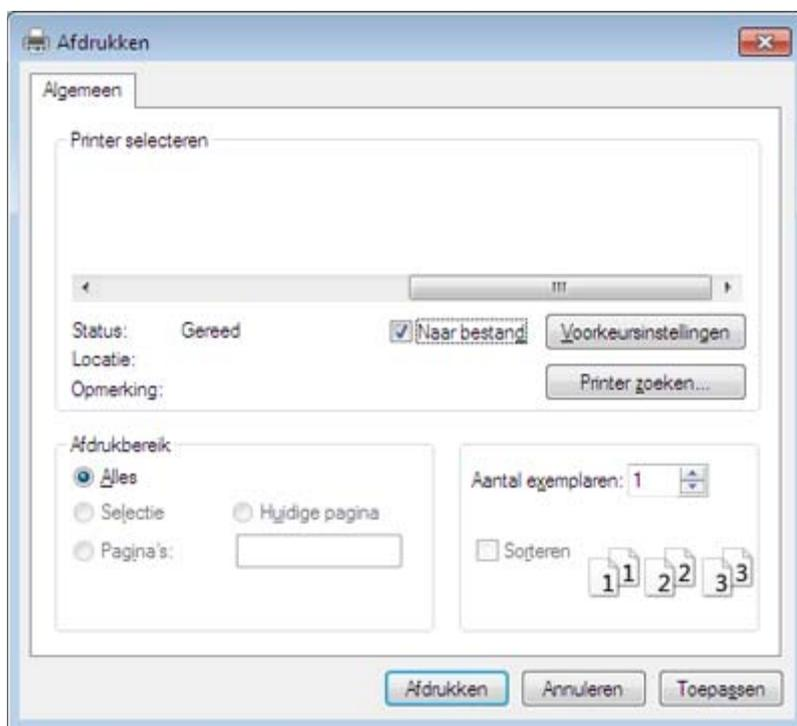 Afdrukken
Algemeen
Printer selecteren
Status: Gereed
Naar bestand
Voorkeursinstellingen
Locatie:
Opmerking:
Printer zoeken...
Afdrukbereik
Alles
Selectie
Huidige pagina
Pagina's:
Aantal exemplaren: 1
Sorteren
1 1 2 2 3 3
Afdrukken
Annuleren
Toepassen